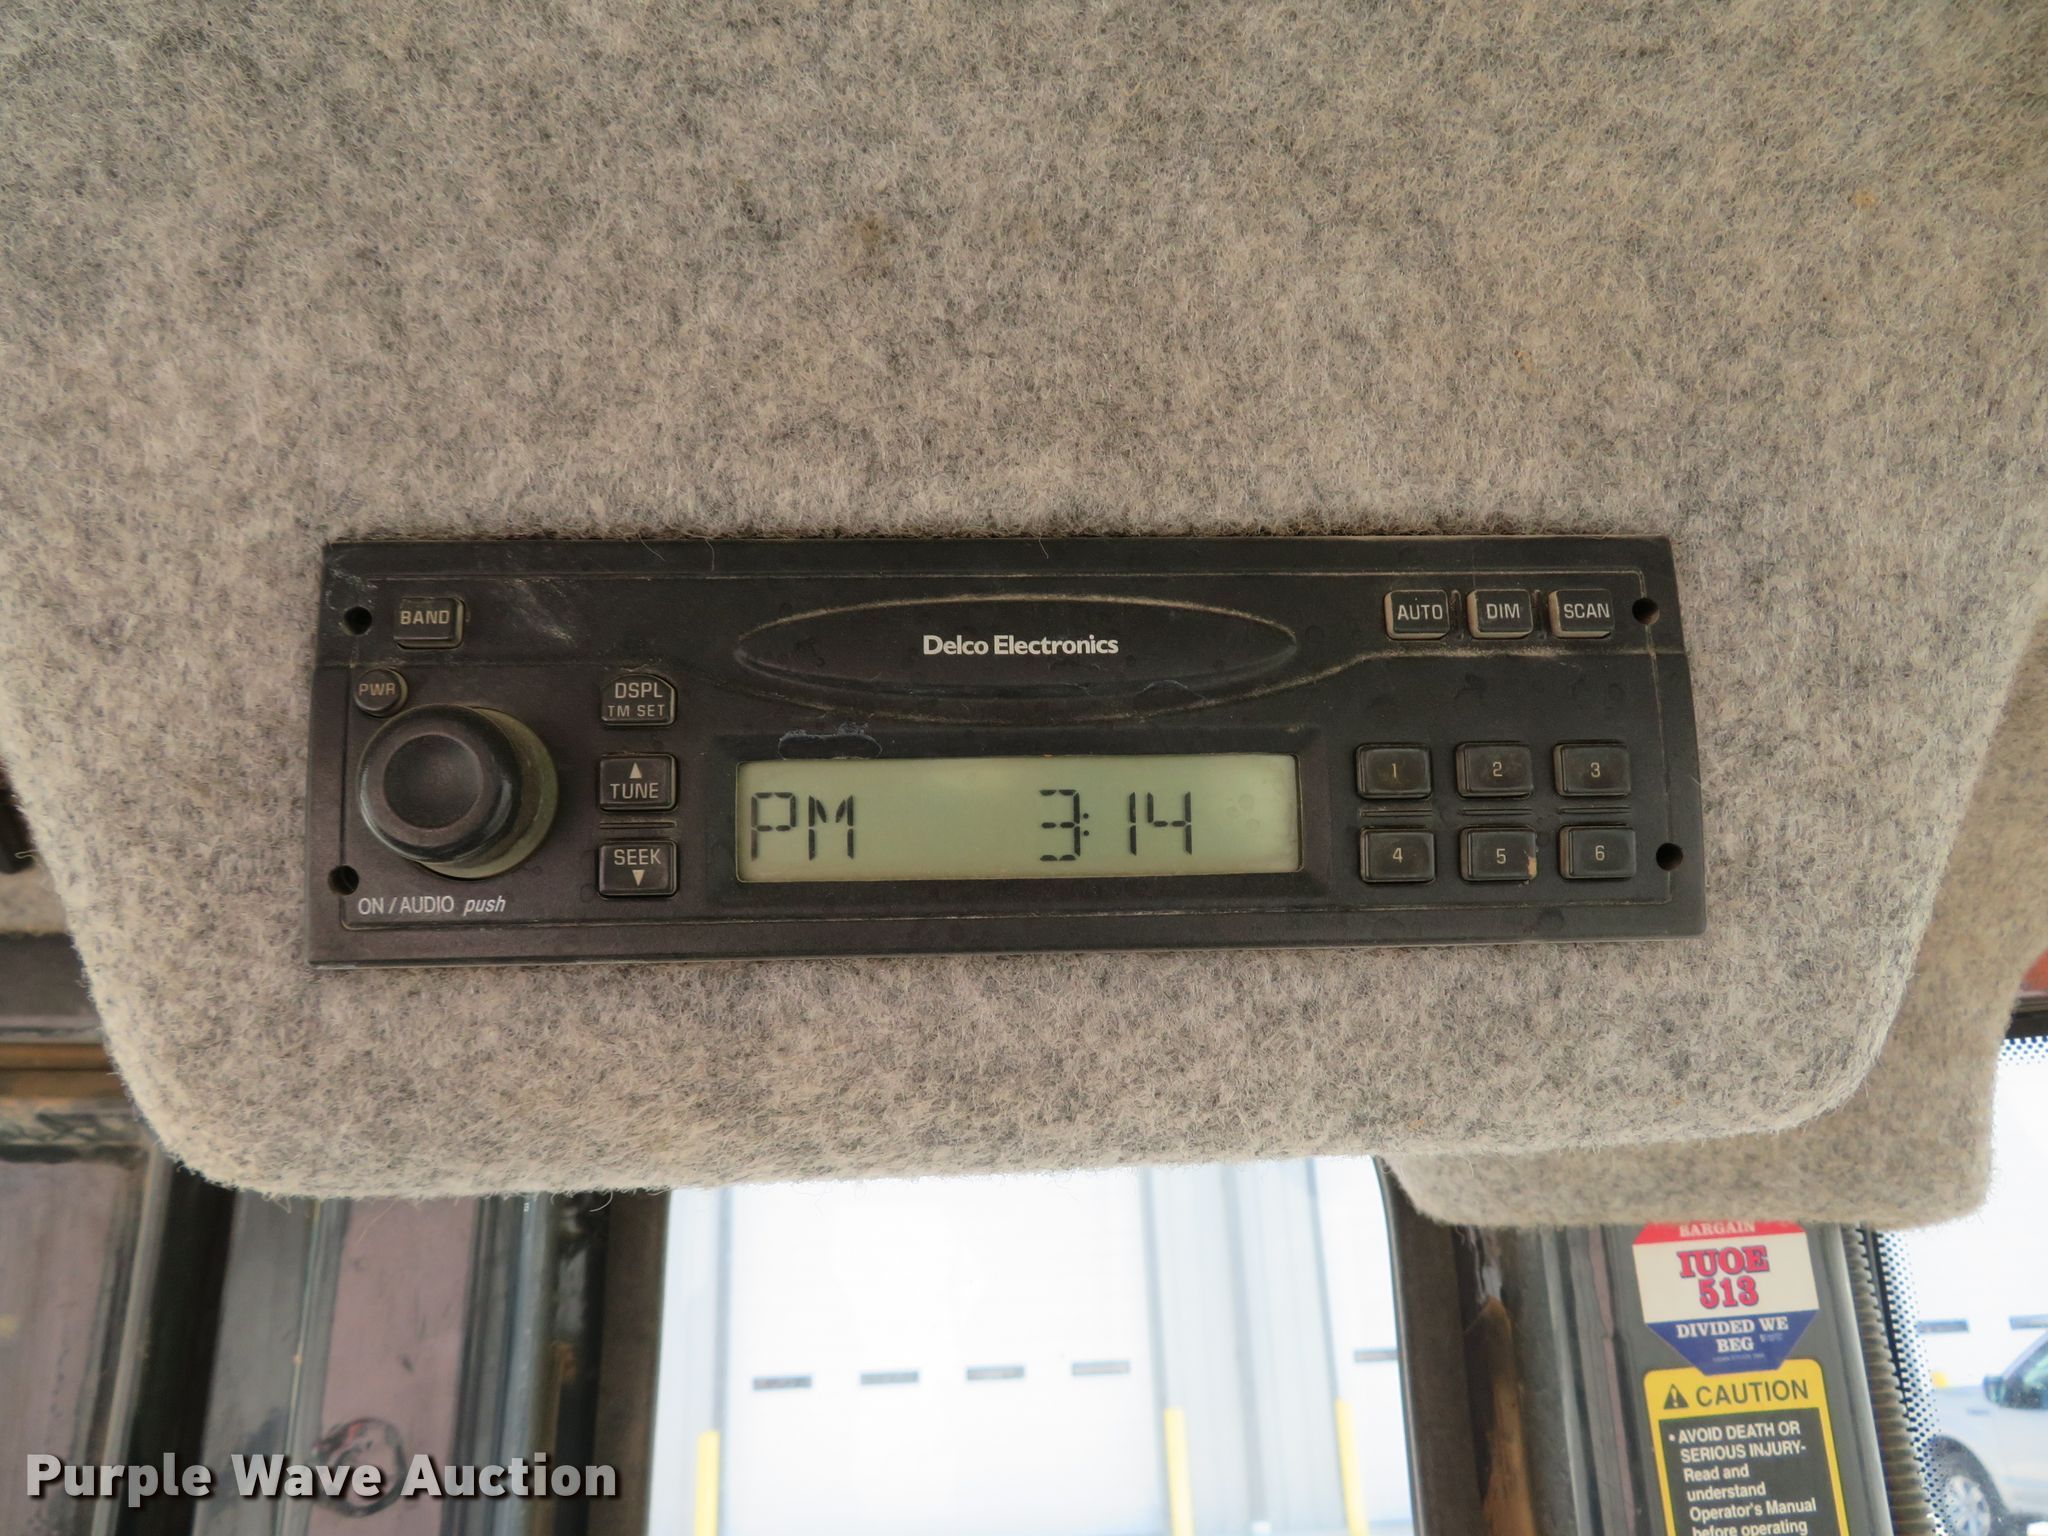 BAND
Delco Electronics
AUTO DIM SCAN
PWR
DSPL
TM SET
TUNE
SEEK
ON / AUDIO push
PM 3:14
1 2 3
4 5 6
BARGAIN
IUOE
513
DIVIDED WE
BEG
CAUTION
• AVOID DEATH OR
SERIOUS INJURY-
Read and
understand
Operator's Manual
before operating
Purple Wave Auction